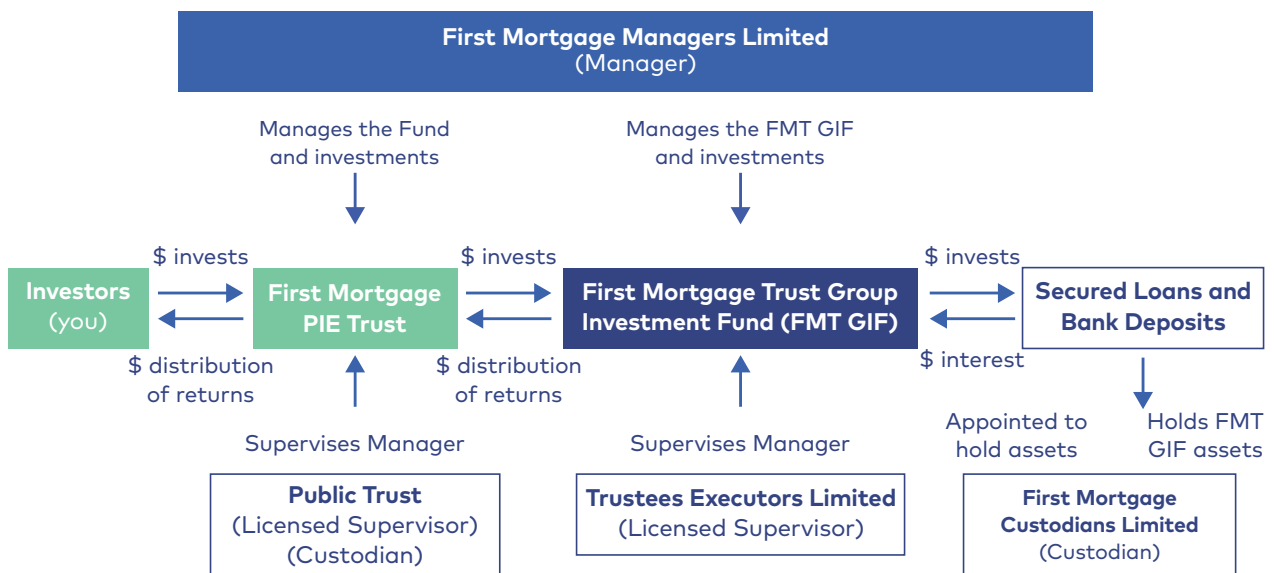 First Mortgage Managers Limited
(Manager)
Manages the Fund
and investments
Manages the FMT GIF
and investments
$ invests
$ invests
$ invests
Investors
(you)
First Mortgage
PIE Trust
First Mortgage Trust Group
Investment Fund (FMT GIF)
Secured Loans and
Bank Deposits
$ distribution
of returns
$ distribution
of returns
$ interest
Supervises Manager
Supervises Manager
Appointed to
hold assets
Holds FMT
GIF assets
Public Trust
(Licensed Supervisor)
(Custodian)
Trustees Executors Limited
(Licensed Supervisor)
First Mortgage
Custodians Limited
(Custodian)